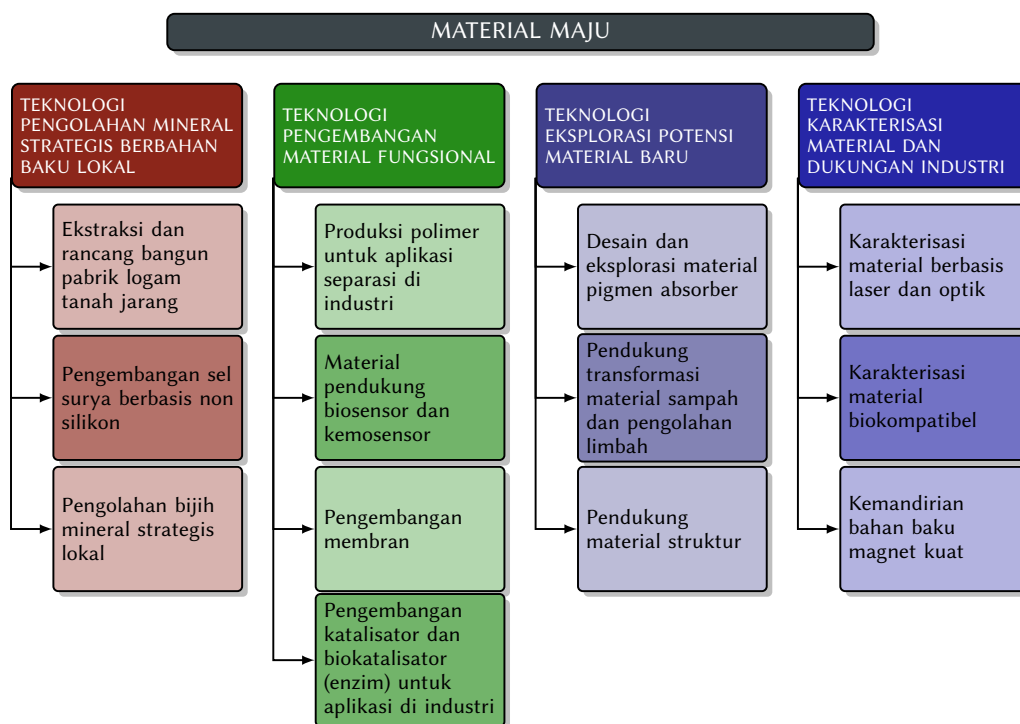 MATERIAL MAJU
TEKNOLOGI
PENGOLAHAN MINERAL
STRATEGIS BERBAHAN
BAKU LOKAL
Ekstraksi dan
rancang bangun
pabrik logam
tanah jarang
Pengembangan sel
surya berbasis non
silikon
Pengolahan bijih
mineral strategis
lokal
TEKNOLOGI
PENGEMBANGAN
MATERIAL FUNGSIONAL
Produksi polimer
untuk aplikasi
separasi di
industri
Material
pendukung
biosensor dan
kemosensor
Pengembangan
membran
Pengembangan
katalisator dan
biokatalisator
(enzim) untuk
aplikasi di industri
TEKNOLOGI
EKSPLORASI POTENSI
MATERIAL BARU
Desain dan
eksplorasi material
pigmen absorber
Pendukung
transformasi
material sampah
dan pengolahan
limbah
Pendukung
material struktur
TEKNOLOGI
KARAKTERISASI
MATERIAL DAN
DUKUNGAN INDUSTRI
Karakterisasi
material berbasis
laser dan optik
Karakterisasi
material
biokompatibel
Kemandirian
bahan baku
magnet kuat